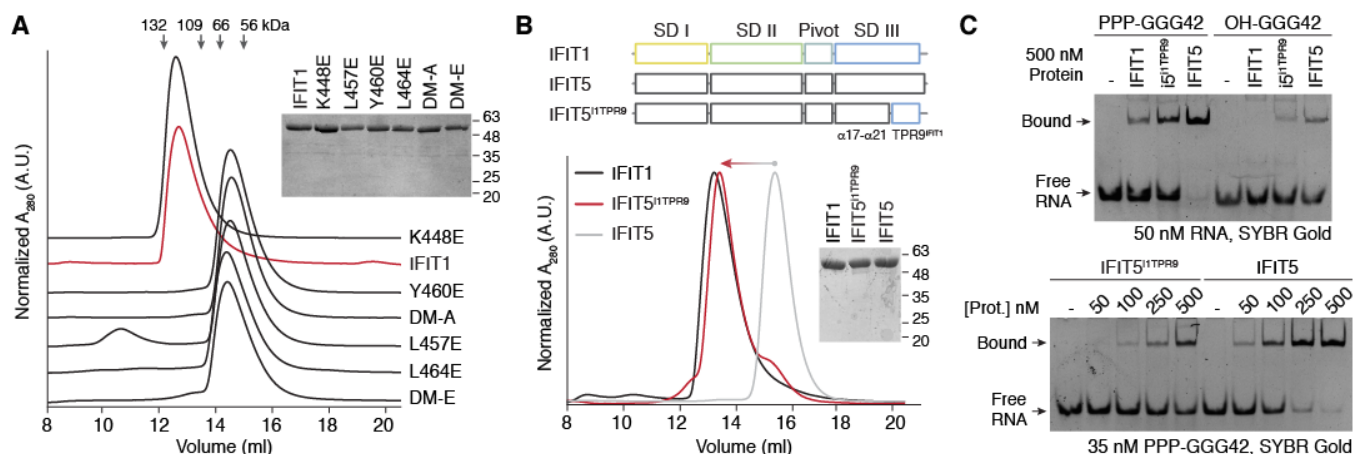 A
132 109 66 56 kDa
IFIT1 K448E L457E Y460E L464E DM-A DM-E
63
48
35
25
20
Normalized A280 (A.U.)
K448E
IFIT1
Y460E
DM-A
L457E
L464E
DM-E
8 10 12 14 16 18 20
Volume (ml)
B
SD I SD II Pivot SD III
IFIT1
IFIT5
IFIT5I1TPR9
α17-α21 TPR9IFIT1
IFIT1
IFIT5I1TPR9
IFIT5
IFIT1 IFIT5I1TPR9 IFIT5
63
48
35
25
20
Normalized A280 (A.U.)
8 10 12 14 16 18 20
Volume (ml)
C
PPP-GGG42 OH-GGG42
500 nM
Protein
- IFIT1 i5i1TPR9 IFIT5 - IFIT1 i5i1TPR9 IFIT5
Bound
Free
RNA
50 nM RNA, SYBR Gold
IFIT5I1TPR9 IFIT5
[Prot.] nM - 50 100 250 500 - 50 100 250 500
Bound
Free
RNA
35 nM PPP-GGG42, SYBR Gold